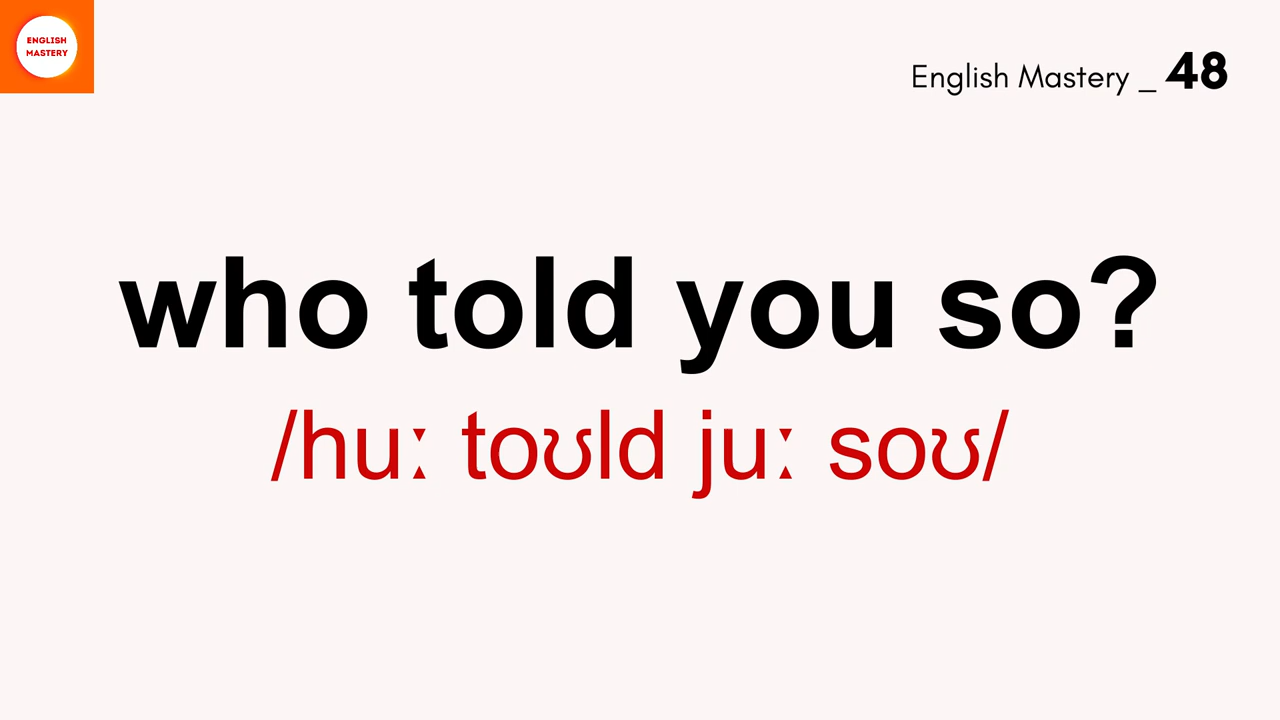 ENGLISH
MASTERY
English Mastery _ 48
who told you so?
/huː toʊld juː soʊ/